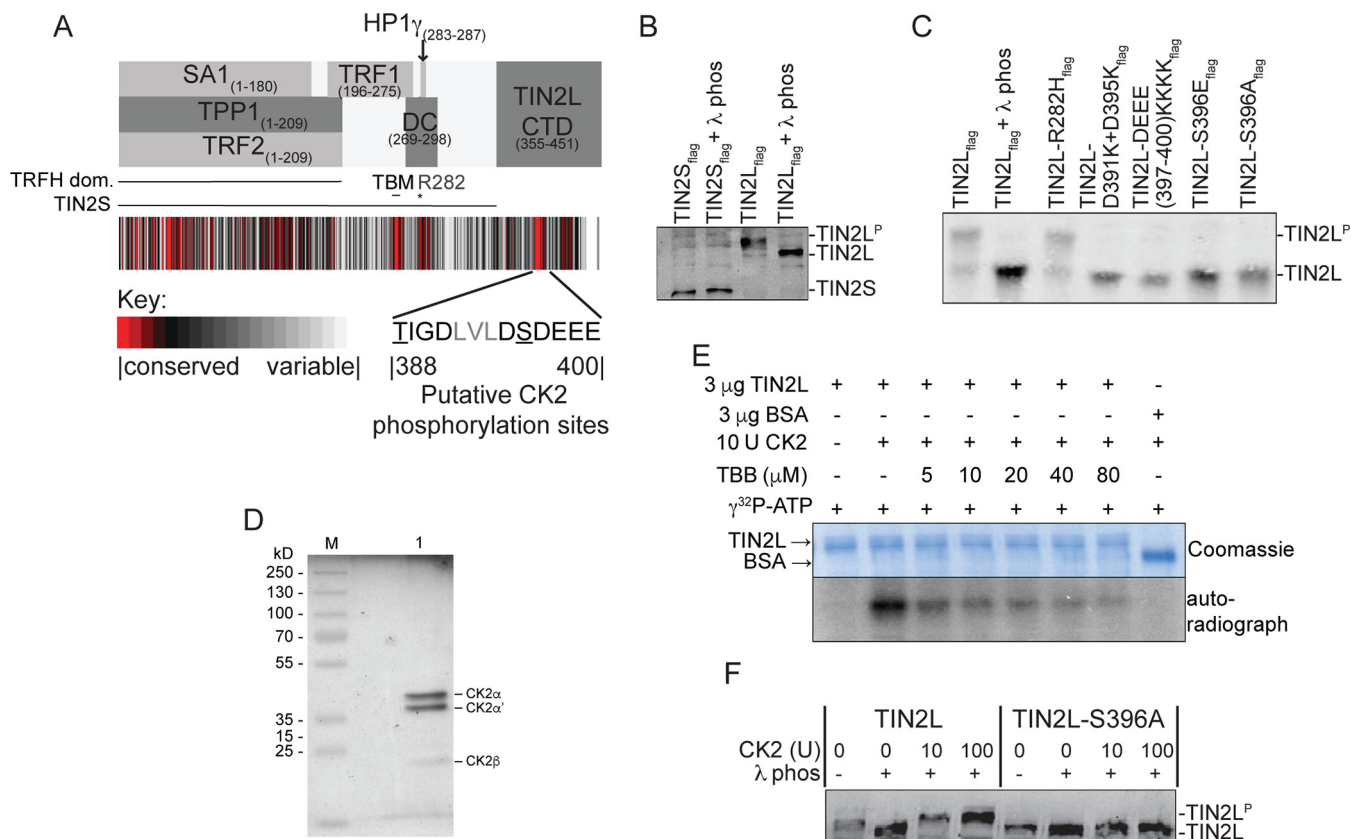 A
HP1γ(283-287)
SA1(1-180)
TRF1
(196-275)
TPP1(1-209)
DC
(269-298)
TRF2(1-209)
TIN2L
CTD
(355-451)
TRFH dom.
TBM R282
*
TIN2S
Key:
|conserved variable|
TIGDLVLDSDEEE
|388 400|
Putative CK2
phosphorylation sites
B
TIN2Sflag
TIN2Sflag + λ phos
TIN2Lflag
TIN2Lflag + λ phos
-TIN2LP
-TIN2L
-TIN2S
C
TIN2Lflag
TIN2Lflag + λ phos
TIN2L-R282Hflag
TIN2L-
D391K+D395Kflag
TIN2L-DEEE
(397-400)KKKKflag
TIN2L-S396Eflag
TIN2L-S396Aflag
-TIN2LP
-TIN2L
D
kD M 1
250 -
130 -
100 -
70 -
55 -
35 -
15 -
25 -
– CK2α
– CK2α'
– CK2β
E
3 μg TIN2L + + + + + + + -
3 μg BSA - - - - - - - +
10 U CK2 - + + + + + + +
TBB (μM) - - 5 10 20 40 80 -
γ32P-ATP + + + + + + + +
TIN2L →
BSA →
Coomassie
auto-
radiograph
F
TIN2L TIN2L-S396A
CK2 (U) 0 0 10 100 0 0 10 100
λ phos - + + + - + + +
-TIN2LP
-TIN2L